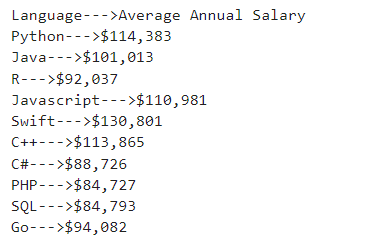 Language--->Average Annual Salary
Python--->$114,383
Java--->$101,013
R--->$92,037
Javascript--->$110,981
Swift--->$130,801
C++--->$113,865
C#--->$88,726
PHP--->$84,727
SQL--->$84,793
Go--->$94,082